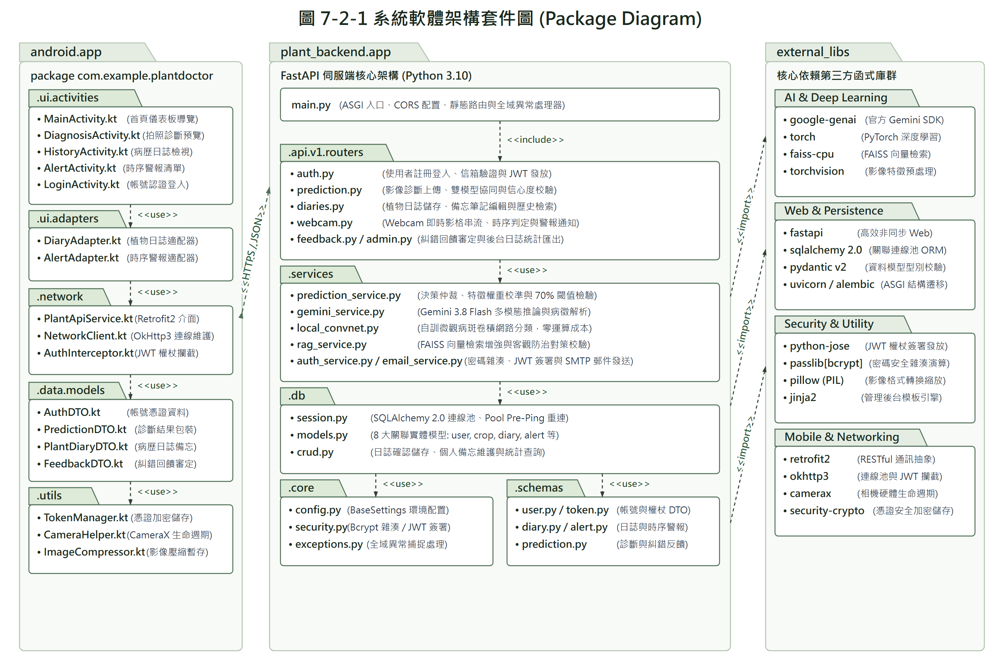 圖 7-2-1 系統軟體架構套件圖 (Package Diagram)
android.app
package com.example.plantdoctor
.ui.activities
• MainActivity.kt (首頁儀表板導覽)
• DiagnosisActivity.kt (拍照診斷預覽)
• HistoryActivity.kt (病歷日誌檢視)
• AlertActivity.kt (時序警報清單)
• LoginActivity.kt (帳號認證登入)
<<use>>
.ui.adapters
• DiaryAdapter.kt (植物日誌適配器)
• AlertAdapter.kt (時序警報適配器)
<<use>>
.network
• PlantApiService.kt (Retrofit2 介面)
• NetworkClient.kt (OkHttp3 連線維護)
• AuthInterceptor.kt (JWT 權杖攔截)
<<use>>
.data.models
• AuthDTO.kt (帳號憑證資料)
• PredictionDTO.kt (診斷結果包裝)
• PlantDiaryDTO.kt (病歷日誌備忘)
• FeedbackDTO.kt (糾錯回饋審定)
<<use>>
.utils
• TokenManager.kt (憑證加密儲存)
• CameraHelper.kt (CameraX 生命週期)
• ImageCompressor.kt (影像壓縮暫存)
<<HTTPS / JSON>>
plant_backend.app
FastAPI 伺服端核心架構 (Python 3.10)
main.py (ASGI 入口、CORS 配置、靜態路由與全域異常處理器)
<<include>>
.api.v1.routers
• auth.py (使用者註冊登入、信箱驗證與 JWT 發放)
• prediction.py (影像診斷上傳、雙模型協同與信心度校驗)
• diaries.py (植物日誌儲存、備忘筆記編輯與歷史檢索)
• webcam.py (Webcam 即時影格串流、時序判定與警報通知)
• feedback.py / admin.py (糾錯回饋審定與後台日誌統計匯出)
<<use>>
.services
• prediction_service.py (決策仲裁、特徵權重校準與 70% 閾值檢驗)
• gemini_service.py (Gemini 3.8 Flash 多模態推論與病徵解析)
• local_convnet.py (自訓微觀病斑卷積網路分類，零運算成本)
• rag_service.py (FAISS 向量檢索增強與客觀防治對策校驗)
• auth_service.py / email_service.py (密碼雜湊、JWT 簽署與 SMTP 郵件發送)
<<use>>
.db
• session.py (SQLAlchemy 2.0 連線池、Pool Pre-Ping 重連)
• models.py (8 大關聯實體模型: user, crop, diary, alert 等)
• crud.py (日誌確認儲存、個人備忘維護與統計查詢)
<<use>>
.core
• config.py (BaseSettings 環境配置)
• security.py (Bcrypt 雜湊 / JWT 簽署)
• exceptions.py (全域異常捕捉處理)
<<use>>
.schemas
• user.py / token.py (帳號與權杖 DTO)
• diary.py / alert.py (日誌與時序警報)
• prediction.py (診斷與糾錯反饋)
<<import>>
<<import>>
<<import>>
external_libs
核心依賴第三方函式庫群
AI & Deep Learning
• google-genai (官方 Gemini SDK)
• torch (PyTorch 深度學習)
• faiss-cpu (FAISS 向量檢索)
• torchvision (影像特徵預處理)
Web & Persistence
• fastapi (高效非同步 Web)
• sqlalchemy 2.0 (關聯連線池 ORM)
• pydantic v2 (資料模型型別校驗)
• uvicorn / alembic (ASGI 結構遷移)
Security & Utility
• python-jose (JWT 權杖簽署發放)
• passlib[bcrypt] (密碼安全雜湊演算)
• pillow (PIL) (影像格式轉換縮放)
• jinja2 (管理後台模板引擎)
Mobile & Networking
• retrofit2 (RESTful 通訊抽象)
• okhttp3 (連線池與 JWT 攔截)
• camerax (相機硬體生命週期)
• security-crypto (憑證安全加密儲存)